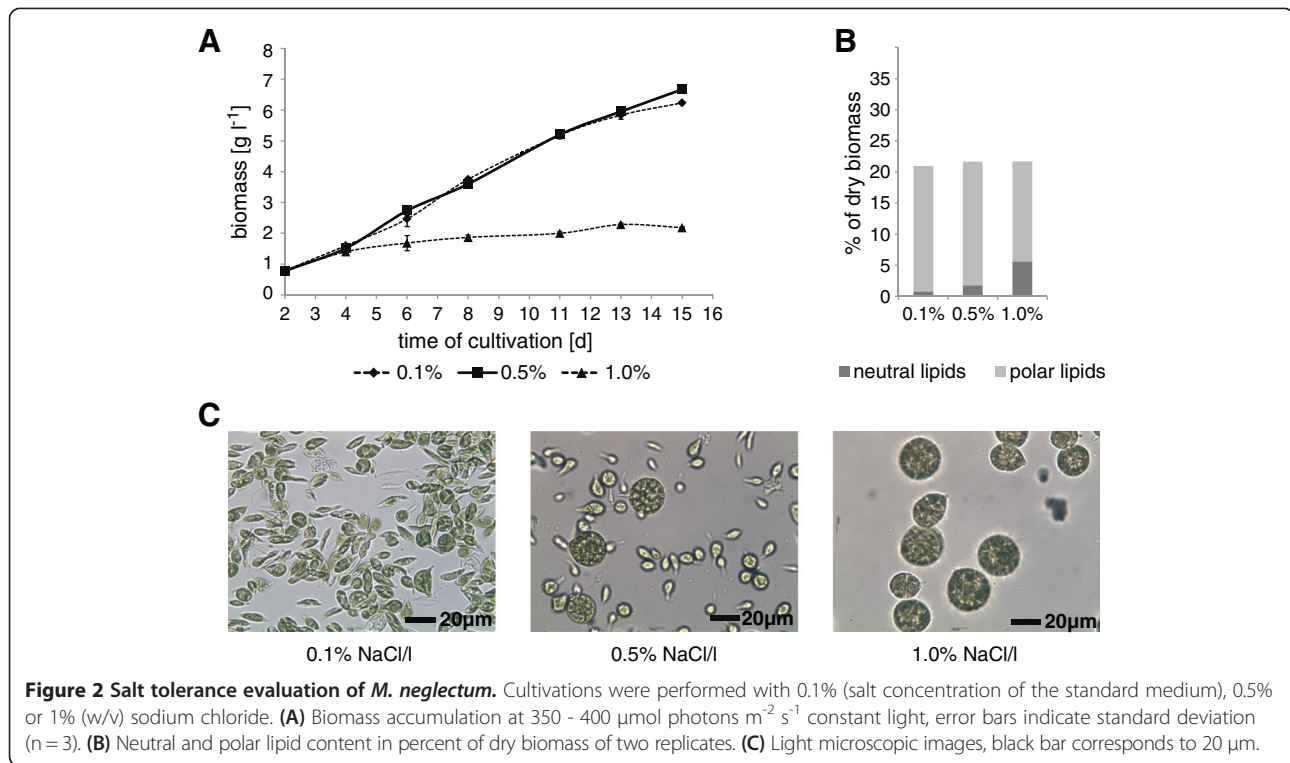 A
8
7
6
5
4
3
2
1
0
biomass [g l-1]
2 3 4 5 6 7 8 9 10 11 12 13 14 15 16
time of cultivation [d]
0.1% 0.5% 1.0%
B
35
30
25
20
15
10
5
0
% of dry biomass
0.1% 0.5% 1.0%
neutral lipids polar lipids
C
20µm 20µm 20µm
0.1% NaCl/l 0.5% NaCl/l 1.0% NaCl/l
Figure 2 Salt tolerance evaluation of M. neglectum. Cultivations were performed with 0.1% (salt concentration of the standard medium), 0.5%
or 1% (w/v) sodium chloride. (A) Biomass accumulation at 350 - 400 µmol photons m-2 s-1 constant light, error bars indicate standard deviation
(n = 3). (B) Neutral and polar lipid content in percent of dry biomass of two replicates. (C) Light microscopic images, black bar corresponds to 20 µm.